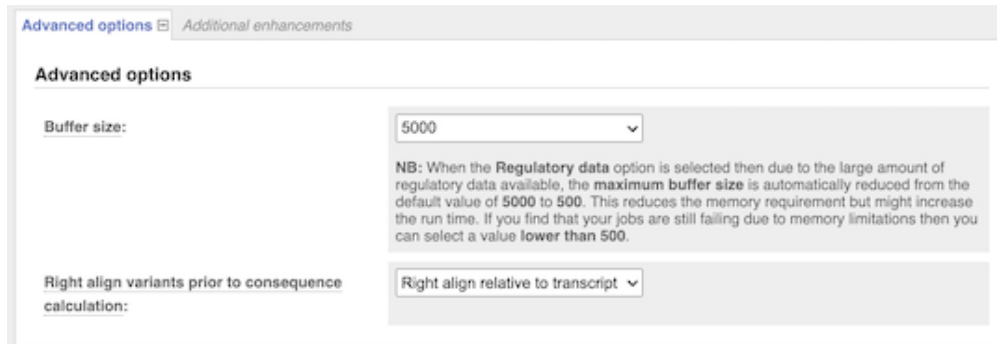 Advanced options Additional enhancements
Advanced options
Buffer size:
5000
NB: When the Regulatory data option is selected then due to the large amount of
regulatory data available, the maximum buffer size is automatically reduced from the
default value of 5000 to 500. This reduces the memory requirement but might increase
the run time. If you find that your jobs are still failing due to memory limitations then you
can select a value lower than 500.
Right align variants prior to consequence
calculation:
Right align relative to transcript